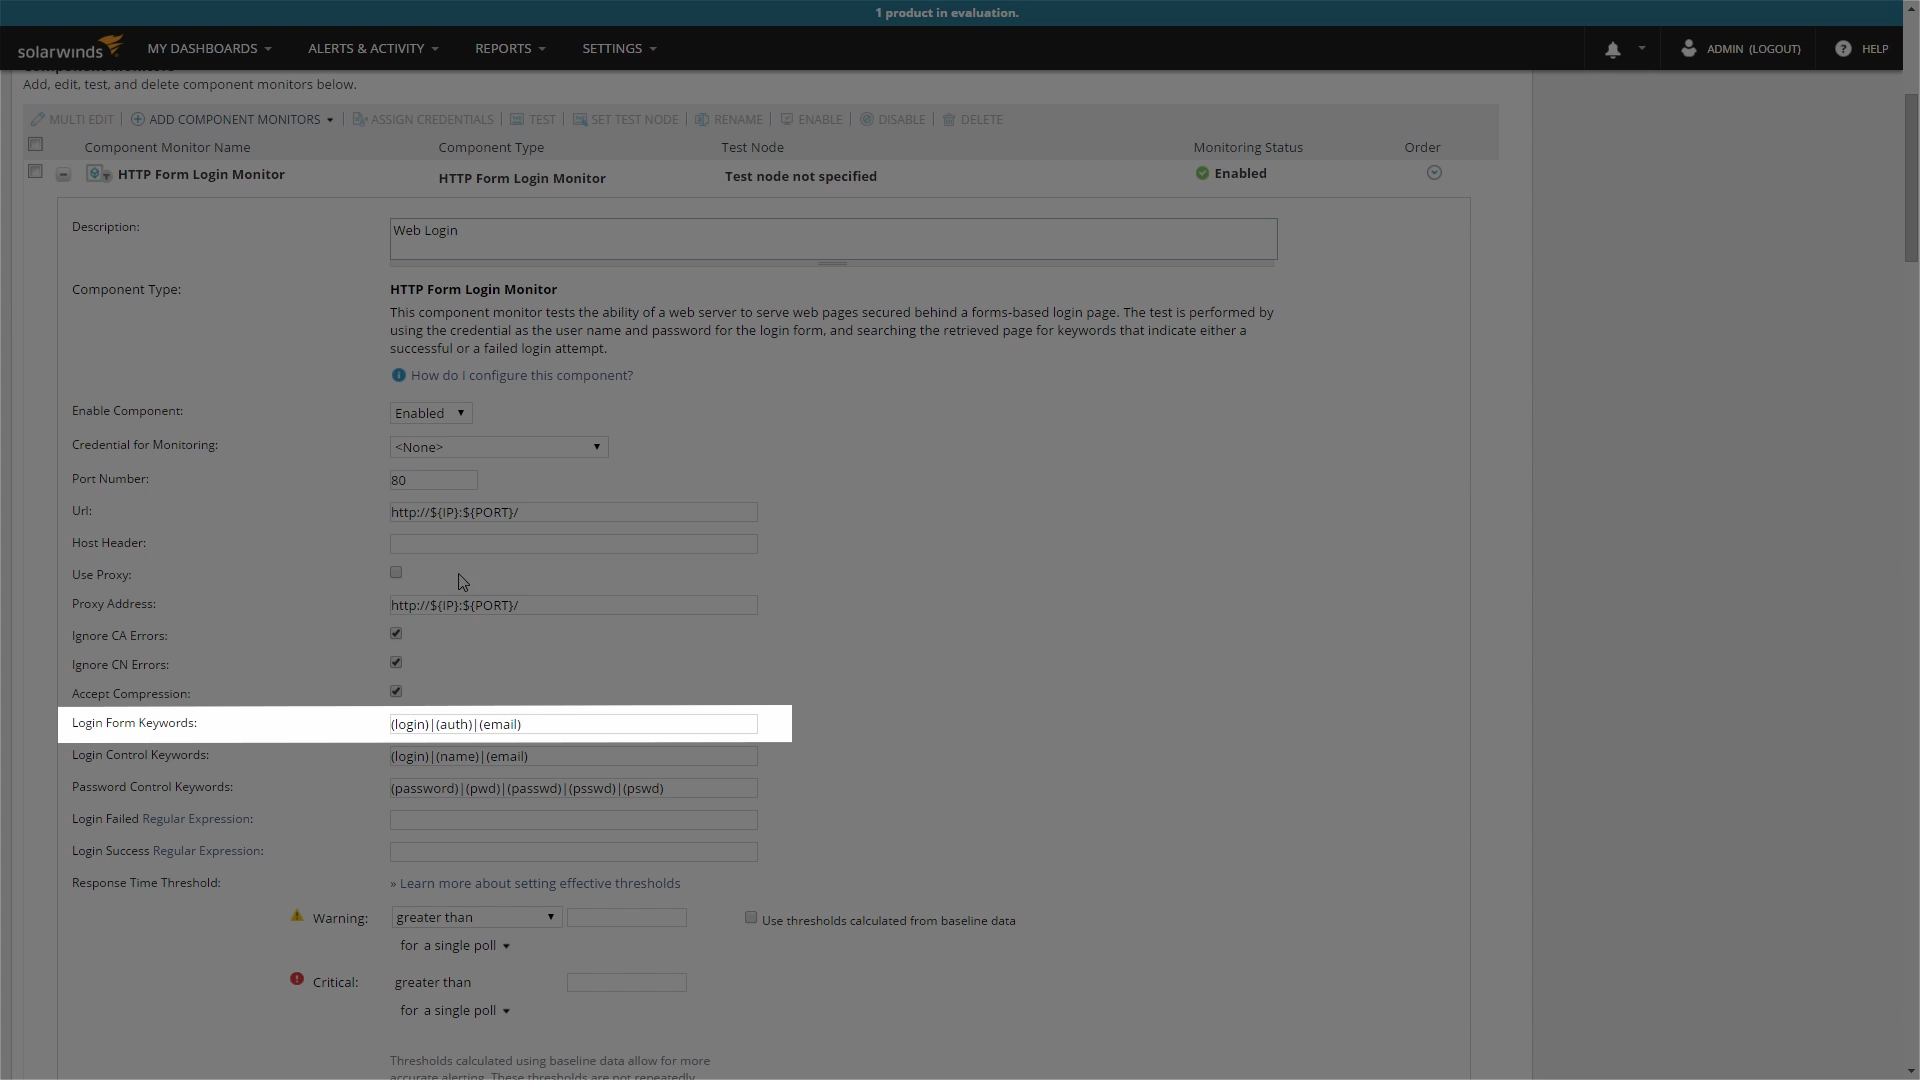 1 product in evaluation.
solarwinds MY DASHBOARDS ALERTS & ACTIVITY REPORTS SETTINGS ADMIN (LOGOUT) ? HELP
Add, edit, test, and delete component monitors below.
MULTI EDIT | ADD COMPONENT MONITORS | ASSIGN CREDENTIALS | TEST | SET TEST NODE | RENAME | ENABLE | DISABLE | DELETE
Component Monitor Name Component Type Test Node Monitoring Status Order
HTTP Form Login Monitor HTTP Form Login Monitor Test node not specified Enabled
Description: Web Login
Component Type: HTTP Form Login Monitor
This component monitor tests the ability of a web server to serve web pages secured behind a forms-based login page. The test is performed by
using the credential as the user name and password for the login form, and searching the retrieved page for keywords that indicate either a
successful or a failed login attempt.
How do I configure this component?
Enable Component: Enabled
Credential for Monitoring: <None>
Port Number: 80
Url: http://${IP}:${PORT}/
Host Header:
Use Proxy:
Proxy Address: http://${IP}:${PORT}/
Ignore CA Errors:
Ignore CN Errors:
Accept Compression:
Login Form Keywords: (login)|(auth)|(email)
Login Control Keywords: (login)|(name)|(email)
Password Control Keywords: (password)|(pwd)|(passwd)|(psswd)|(pswd)
Login Failed Regular Expression:
Login Success Regular Expression:
Response Time Threshold: » Learn more about setting effective thresholds
Warning: greater than Use thresholds calculated from baseline data
for a single poll
Critical: greater than
for a single poll
Thresholds calculated using baseline data allow for more
accurate alerting. These thresholds are not repeatedly